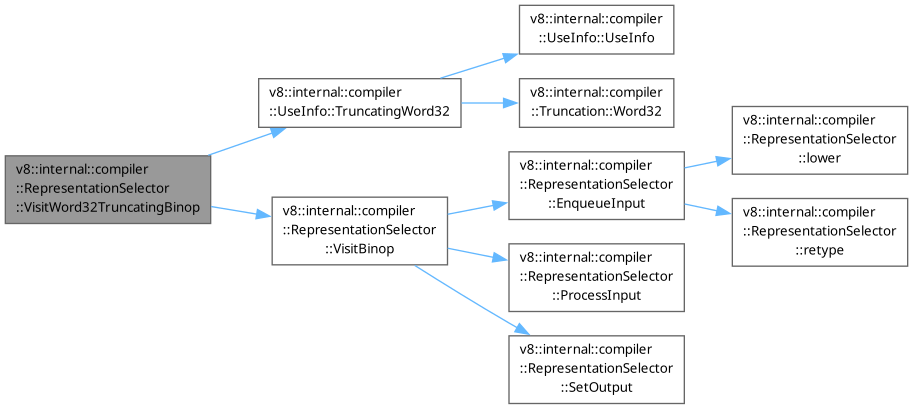 v8::internal::compiler
::RepresentationSelector
::VisitWord32TruncatingBinop
v8::internal::compiler
::UseInfo::TruncatingWord32
v8::internal::compiler
::UseInfo::UseInfo
v8::internal::compiler
::Truncation::Word32
v8::internal::compiler
::RepresentationSelector
::VisitBinop
v8::internal::compiler
::RepresentationSelector
::EnqueueInput
v8::internal::compiler
::RepresentationSelector
::lower
v8::internal::compiler
::RepresentationSelector
::retype
v8::internal::compiler
::RepresentationSelector
::ProcessInput
v8::internal::compiler
::RepresentationSelector
::SetOutput